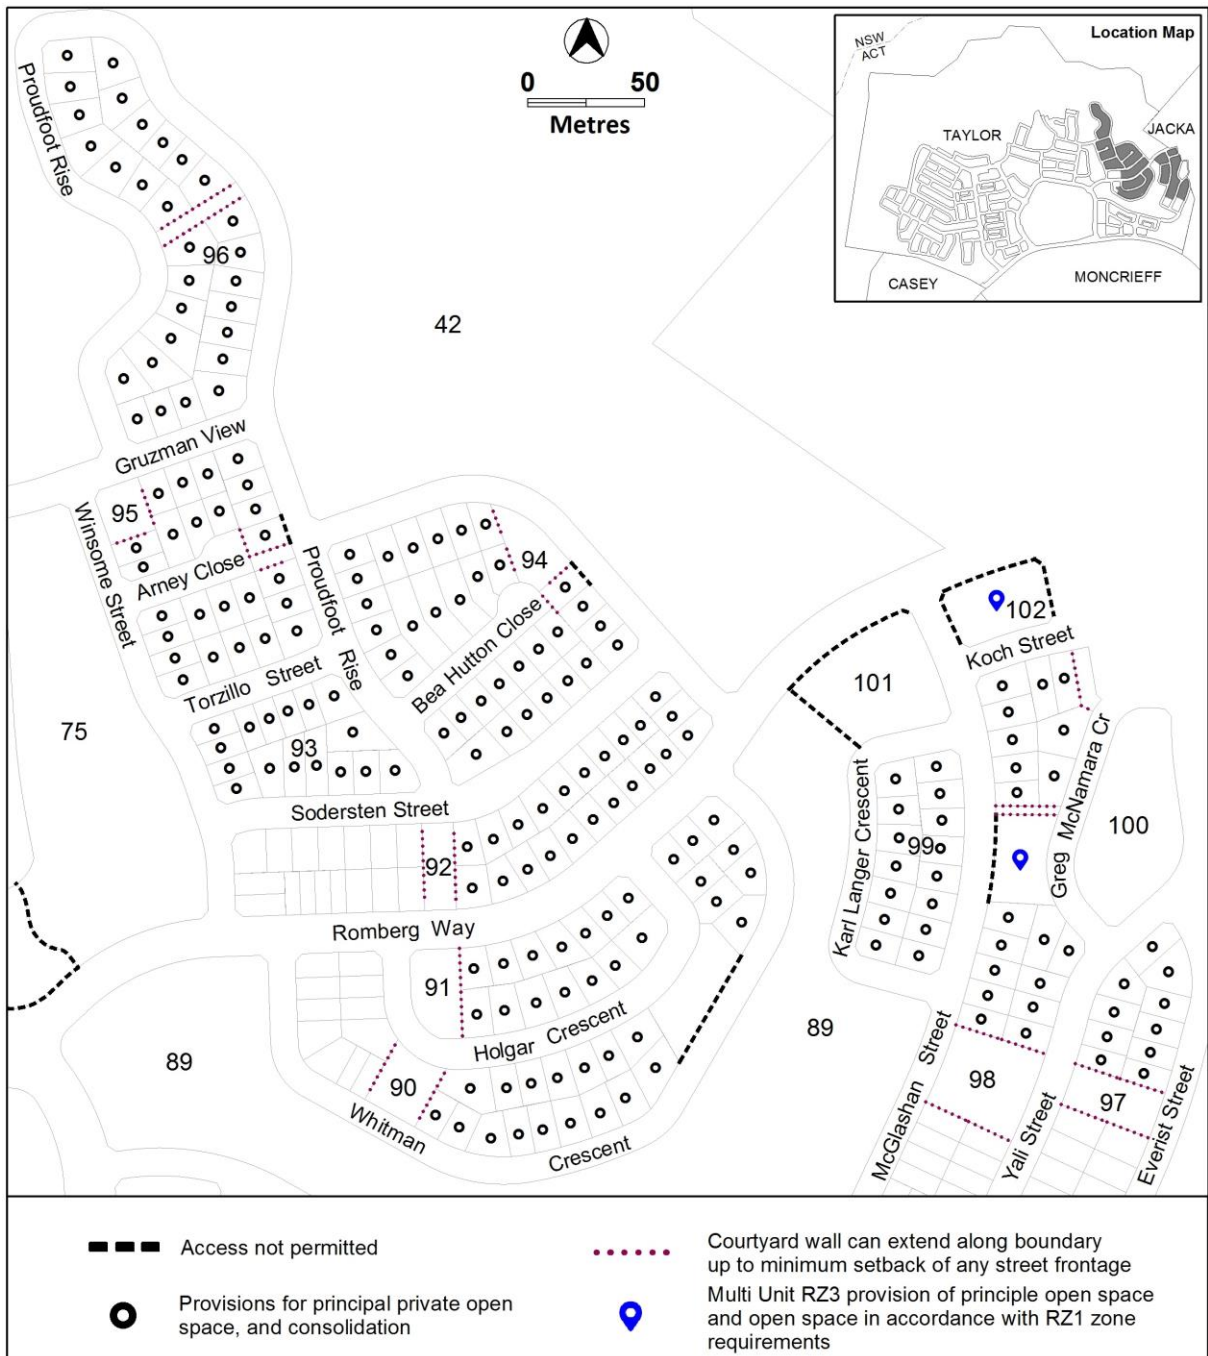 0 50
Metres
Location Map
NSW
ACT
TAYLOR
JACKA
CASEY
MONCRIEFF
Proudfoot Rise
96
42
Gruzman View
95
Winsome Street
Arney Close
Proudfoot Rise
94
Bea Hutton Close
102
Koch Street
101
Torzillo Street
75
93
Sodersten Street
Greg McNamara Cr
100
Karl Langer Crescent
99
92
Romberg Way
91
Holgar Crescent
89
89
90
Whitman Crescent
McGlashan Street
98
Yali Street
97
Everist Street
Access not permitted
Courtyard wall can extend along boundary
up to minimum setback of any street frontage
Provisions for principal private open
space, and consolidation
Multi Unit RZ3 provision of principle open space
and open space in accordance with RZ1 zone
requirements